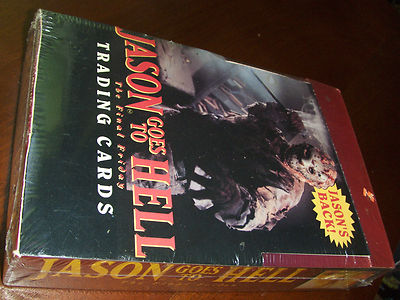 JASON GOES
TO HELL
The Final Friday
TRADING CARDS
JASON'S
BACK!
JASON GOES
TO HELL